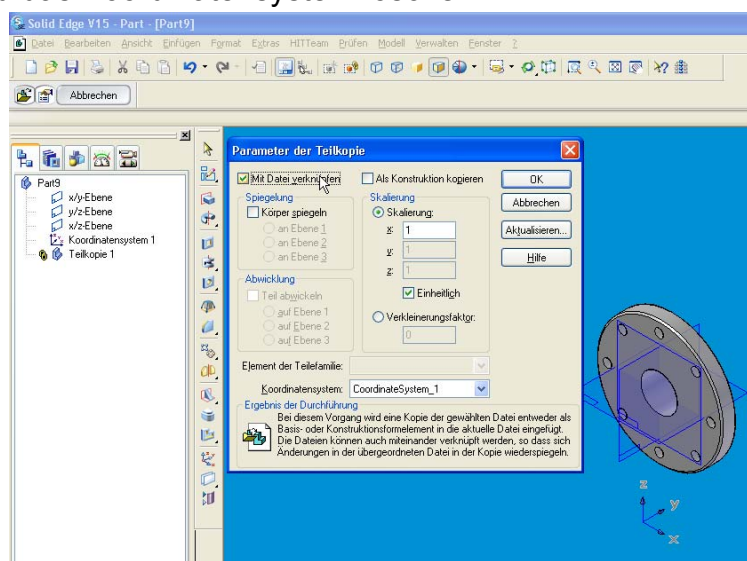 Solid Edge V15 - Part - [Part9]
Datei Bearbeiten Ansicht Einfügen Format Extras HITTeam Prüfen Modell Verwalten Fenster ?
Abbrechen
Part9
x/y-Ebene
y/z-Ebene
x/z-Ebene
Koordinatensystem 1
Teilkopie 1
Parameter der Teilkopie
Mit Datei verknüpfen
Als Konstruktion kopieren
OK
Abbrechen
Aktualisieren...
Hilfe
Spiegelung
Körper spiegeln
an Ebene 1
an Ebene 2
an Ebene 3
Skalierung
Skalierung:
x: 1
y: 1
z: 1
Einheitlich
Verkleinerungsfaktor:
0
Abwicklung
Teil abwickeln
auf Ebene 1
auf Ebene 2
auf Ebene 3
Element der Teilefamilie:
Koordinatensystem: CoordinateSystem_1
Ergebnis der Durchführung
Bei diesem Vorgang wird eine Kopie der gewählten Datei entweder als
Basis- oder Konstruktionsformelement in die aktuelle Datei eingefügt.
Die Dateien können auch miteinander verknüpft werden, so dass sich
Änderungen in der übergeordneten Datei in der Kopie wiederspiegeln.
z
y
x